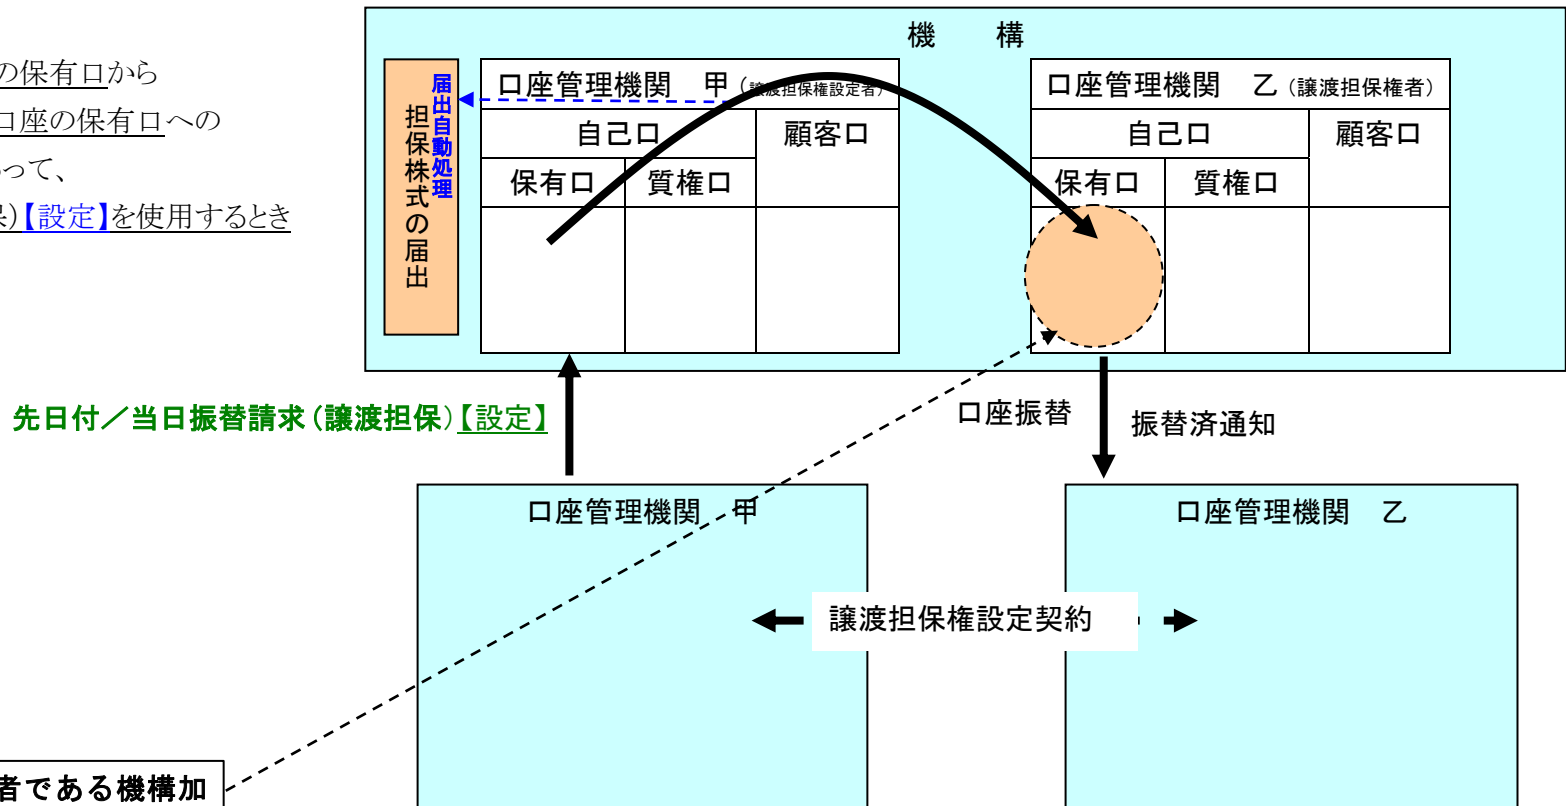 の保有口から
口座の保有口への
って、
保)【設定】を使用するとき
機　構
届出自動処理
担保株式の届出
口座管理機関　甲（譲渡担保権設定者）
自己口
顧客口
保有口
質権口
口座管理機関　乙（譲渡担保権者）
自己口
顧客口
保有口
質権口
先日付／当日振替請求（譲渡担保）【設定】
口座振替
振替済通知
口座管理機関　甲
口座管理機関　乙
譲渡担保権設定契約
者である機構加